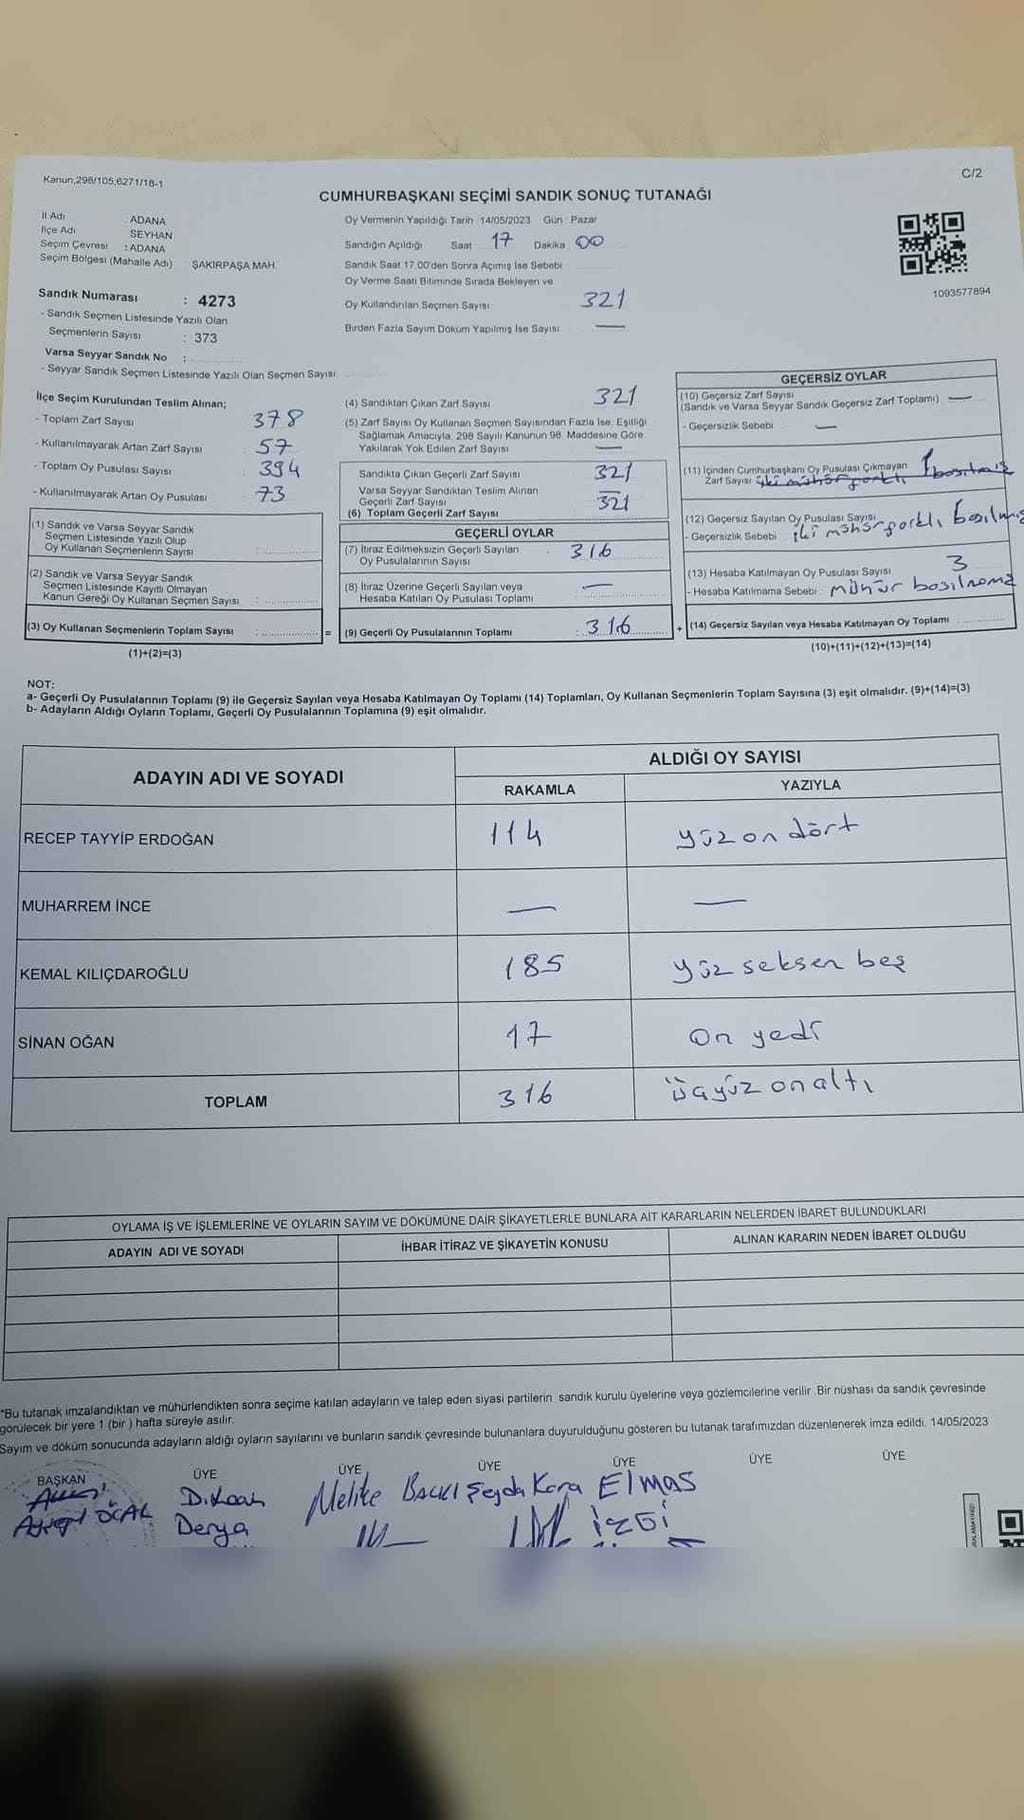 Kanun;298/105;6271/18-1
C/2
CUMHURBAŞKANI SEÇİMİ SANDIK SONUÇ TUTANAĞI
İl Adı ADANA
İlçe Adı SEYHAN
Seçim Çevresi : ADANA
Seçim Bölgesi (Mahalle Adı) ŞAKİRPAŞA MAH.
Sandık Numarası : 4273
- Sandık Seçmen Listesinde Yazılı Olan
Seçmenlerin Sayısı : 373
Varsa Seyyar Sandık No :
- Seyyar Sandık Seçmen Listesinde Yazılı Olan Seçmen Sayısı
Oy Vermenin Yapıldığı Tarih 14/05/2023 Gün : Pazar
Sandığın Açıldığı Saat 17 Dakika 00
Sandık Saat 17.00'den Sonra Açılmış İse Sebebi
Oy Verme Saati Bitiminde Sırada Bekleyen ve
Oy Kullandırılan Seçmen Sayısı 321
Birden Fazla Sayım Döküm Yapılmış İse Sayısı —
1093577894
İlçe Seçim Kurulundan Teslim Alınan;
- Toplam Zarf Sayısı 378
- Kullanılmayarak Artan Zarf Sayısı 57
- Toplam Oy Pusulası Sayısı 394
- Kullanılmayarak Artan Oy Pusulası 73
(1) Sandık ve Varsa Seyyar Sandık
Seçmen Listesinde Yazılı Olup
Oy Kullanan Seçmenlerin Sayısı
(2) Sandık ve Varsa Seyyar Sandık
Seçmen Listesinde Kayıtlı Olmayan
Kanun Gereği Oy Kullanan Seçmen Sayısı
(3) Oy Kullanan Seçmenlerin Toplam Sayısı
(1)+(2)=(3)
(4) Sandıktan Çıkan Zarf Sayısı 321
(5) Zarf Sayısı Oy Kullanan Seçmen Sayısından Fazla İse, Eşitliği
Sağlamak Amacıyla, 298 Sayılı Kanunun 98. Maddesine Göre
Yakılarak Yok Edilen Zarf Sayısı —
Sandıkta Çıkan Geçerli Zarf Sayısı 321
Varsa Seyyar Sandıktan Teslim Alınan
Geçerli Zarf Sayısı —
(6) Toplam Geçerli Zarf Sayısı 321
GEÇERLİ OYLAR
(7) İtiraz Edilmeksizin Geçerli Sayılan
Oy Pusulalarının Sayısı 316
(8) İtiraz Üzerine Geçerli Sayılan veya
Hesaba Katılan Oy Pusulası Toplamı —
= (9) Geçerli Oy Pusulalarının Toplamı 316
GEÇERSİZ OYLAR
(10) Geçersiz Zarf Sayısı
(Sandık ve Varsa Seyyar Sandık Geçersiz Zarf Toplamı) —
- Geçersizlik Sebebi —
(11) İçinden Cumhurbaşkanı Oy Pusulası Çıkmayan
Zarf Sayısı
(12) Geçersiz Sayılan Oy Pusulası Sayısı
- Geçersizlik Sebebi iki mühür
(13) Hesaba Katılmayan Oy Pusulası Sayısı 3
- Hesaba Katılmama Sebebi mühür basılmama
+ (14) Geçersiz Sayılan veya Hesaba Katılmayan Oy Toplamı
(10)+(11)+(12)+(13)=(14)
NOT:
a- Geçerli Oy Pusulalarının Toplamı (9) ile Geçersiz Sayılan veya Hesaba Katılmayan Oy Toplamı (14) Toplamları, Oy Kullanan Seçmenlerin Toplam Sayısına (3) eşit olmalıdır. (9)+(14)=(3)
b- Adayların Aldığı Oyların Toplamı, Geçerli Oy Pusulalarının Toplamına (9) eşit olmalıdır.
ADAYIN ADI VE SOYADI
ALDIĞI OY SAYISI
RAKAMLA YAZIYLA
RECEP TAYYİP ERDOĞAN 114 yüz on dört
MUHARREM İNCE — —
KEMAL KILIÇDAROĞLU 185 yüz seksen beş
SİNAN OĞAN 17 On yedi
TOPLAM 316 üçyüz on altı
OYLAMA İŞ VE İŞLEMLERİNE VE OYLARIN SAYIM VE DÖKÜMÜNE DAİR ŞİKAYETLERLE BUNLARA AİT KARARLARIN NELERDEN İBARET BULUNDUKLARI
ADAYIN ADI VE SOYADI İHBAR İTİRAZ VE ŞİKAYETİN KONUSU ALINAN KARARIN NEDEN İBARET OLDUĞU
*Bu tutanak imzalandıktan ve mühürlendikten sonra seçime katılan adayların ve talep eden siyasi partilerin sandık kurulu üyelerine veya gözlemcilerine verilir. Bir nüshası da sandık çevresinde
görülecek bir yere 1 (bir) hafta süreyle asılır.
Sayım ve döküm sonucunda adayların aldığı oyların sayılarını ve bunların sandık çevresinde bulunanlara duyurulduğunu gösteren bu tutanak tarafımızdan düzenlenerek imza edildi. 14/05/2023
BAŞKAN ÜYE ÜYE ÜYE ÜYE ÜYE ÜYE
ÖCAL
Derya
Melike
Şeyda Kara
Elmas
İZGİ